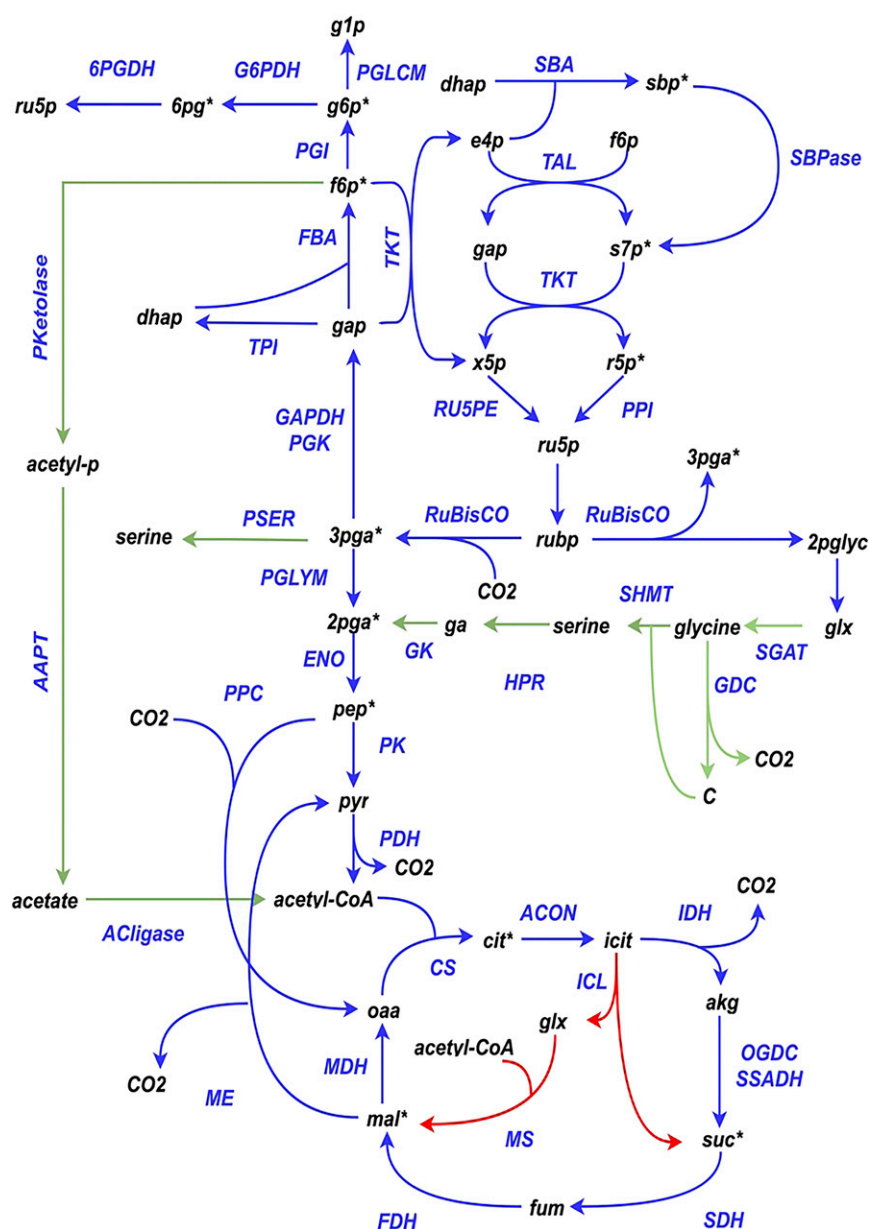 g1p
6PGDH G6PDH PGLCM
dhap SBA sbp*
ru5p 6pg* g6p*
PGI
e4p f6p
TAL
SBPase
f6p*
FBA
TKT
gap s7p*
PKetolase
TKT
dhap gap
TPI
x5p r5p*
RU5PE PPI
GAPDH
PGK
ru5p
acetyl-p
3pga*
PSER RuBisCO RuBisCO
serine 3pga* rubp 2pglyc
PGLYM CO2
SHMT
2pga* ga serine glycine glx
ENO GK SGAT
AAPT
HPR GDC
PPC
CO2 pep*
PK
CO2
pyr C
PDH
CO2
CO2
acetate acetyl-CoA
ACligase ACON IDH
cit* icit
CS
ICL
oaa glx akg
acetyl-CoA
MDH OGDC
SSADH
CO2
ME
mal*
MS suc*
fum
FDH SDH